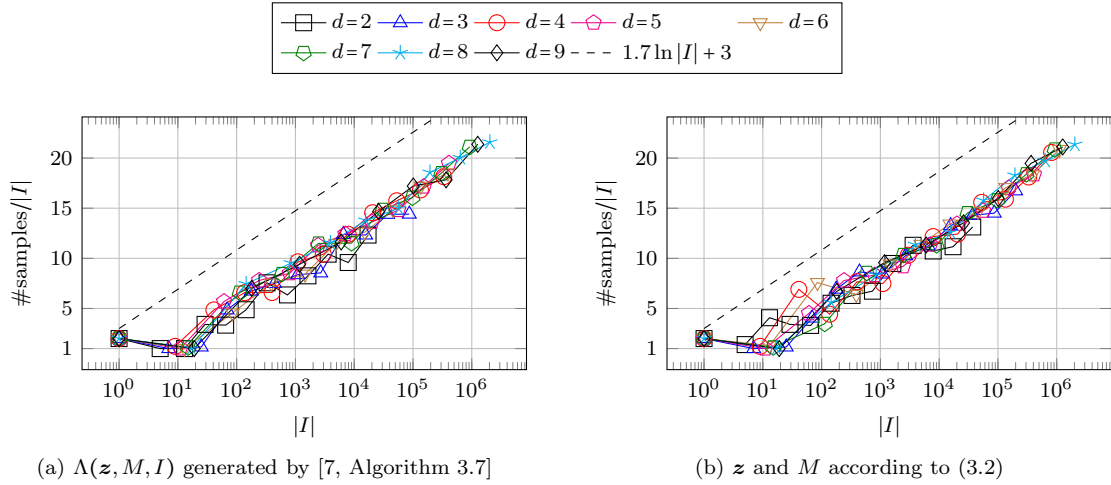 d=2 d=3 d=4 d=5 d=6
d=7 d=8 d=9 1.7 ln |I| + 3
#samples/|I|
20
15
10
5
1
10^0 10^1 10^2 10^3 10^4 10^5 10^6
|I|
(a) Λ(z, M, I) generated by [7, Algorithm 3.7]
#samples/|I|
20
15
10
5
1
10^0 10^1 10^2 10^3 10^4 10^5 10^6
|I|
(b) z and M according to (3.2)